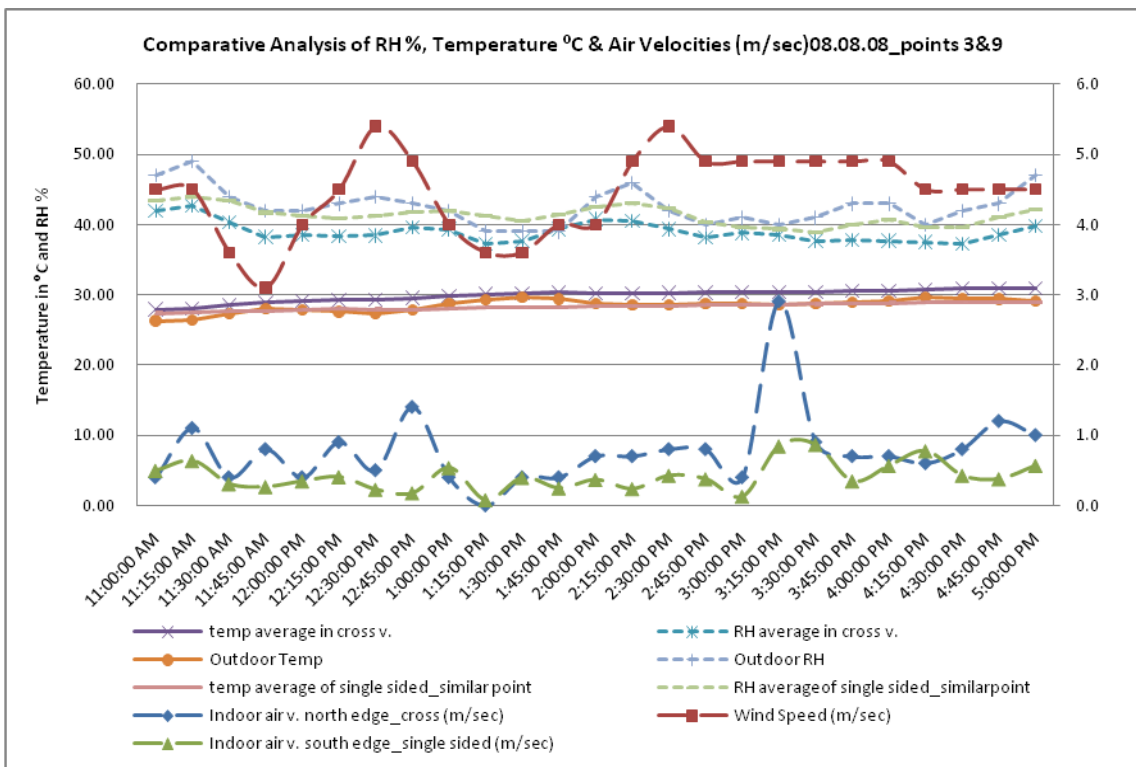 Comparative Analysis of RH %, Temperature ⁰C & Air Velocities (m/sec)08.08.08_points 3&9
60.00
50.00
40.00
30.00
20.00
10.00
0.00
Temperature in °C and RH %
6.0
5.0
4.0
3.0
2.0
1.0
0.0
11:00:00 AM
11:15:00 AM
11:30:00 AM
11:45:00 AM
12:00:00 PM
12:15:00 PM
12:30:00 PM
12:45:00 PM
1:00:00 PM
1:15:00 PM
1:30:00 PM
1:45:00 PM
2:00:00 PM
2:15:00 PM
2:30:00 PM
2:45:00 PM
3:00:00 PM
3:15:00 PM
3:30:00 PM
3:45:00 PM
4:00:00 PM
4:15:00 PM
4:30:00 PM
4:45:00 PM
5:00:00 PM
temp average in cross v.
RH average in cross v.
Outdoor Temp
Outdoor RH
temp average of single sided_similar point
RH average of single sided_similarpoint
Indoor air v. north edge_cross (m/sec)
Wind Speed (m/sec)
Indoor air v. south edge_single sided (m/sec)